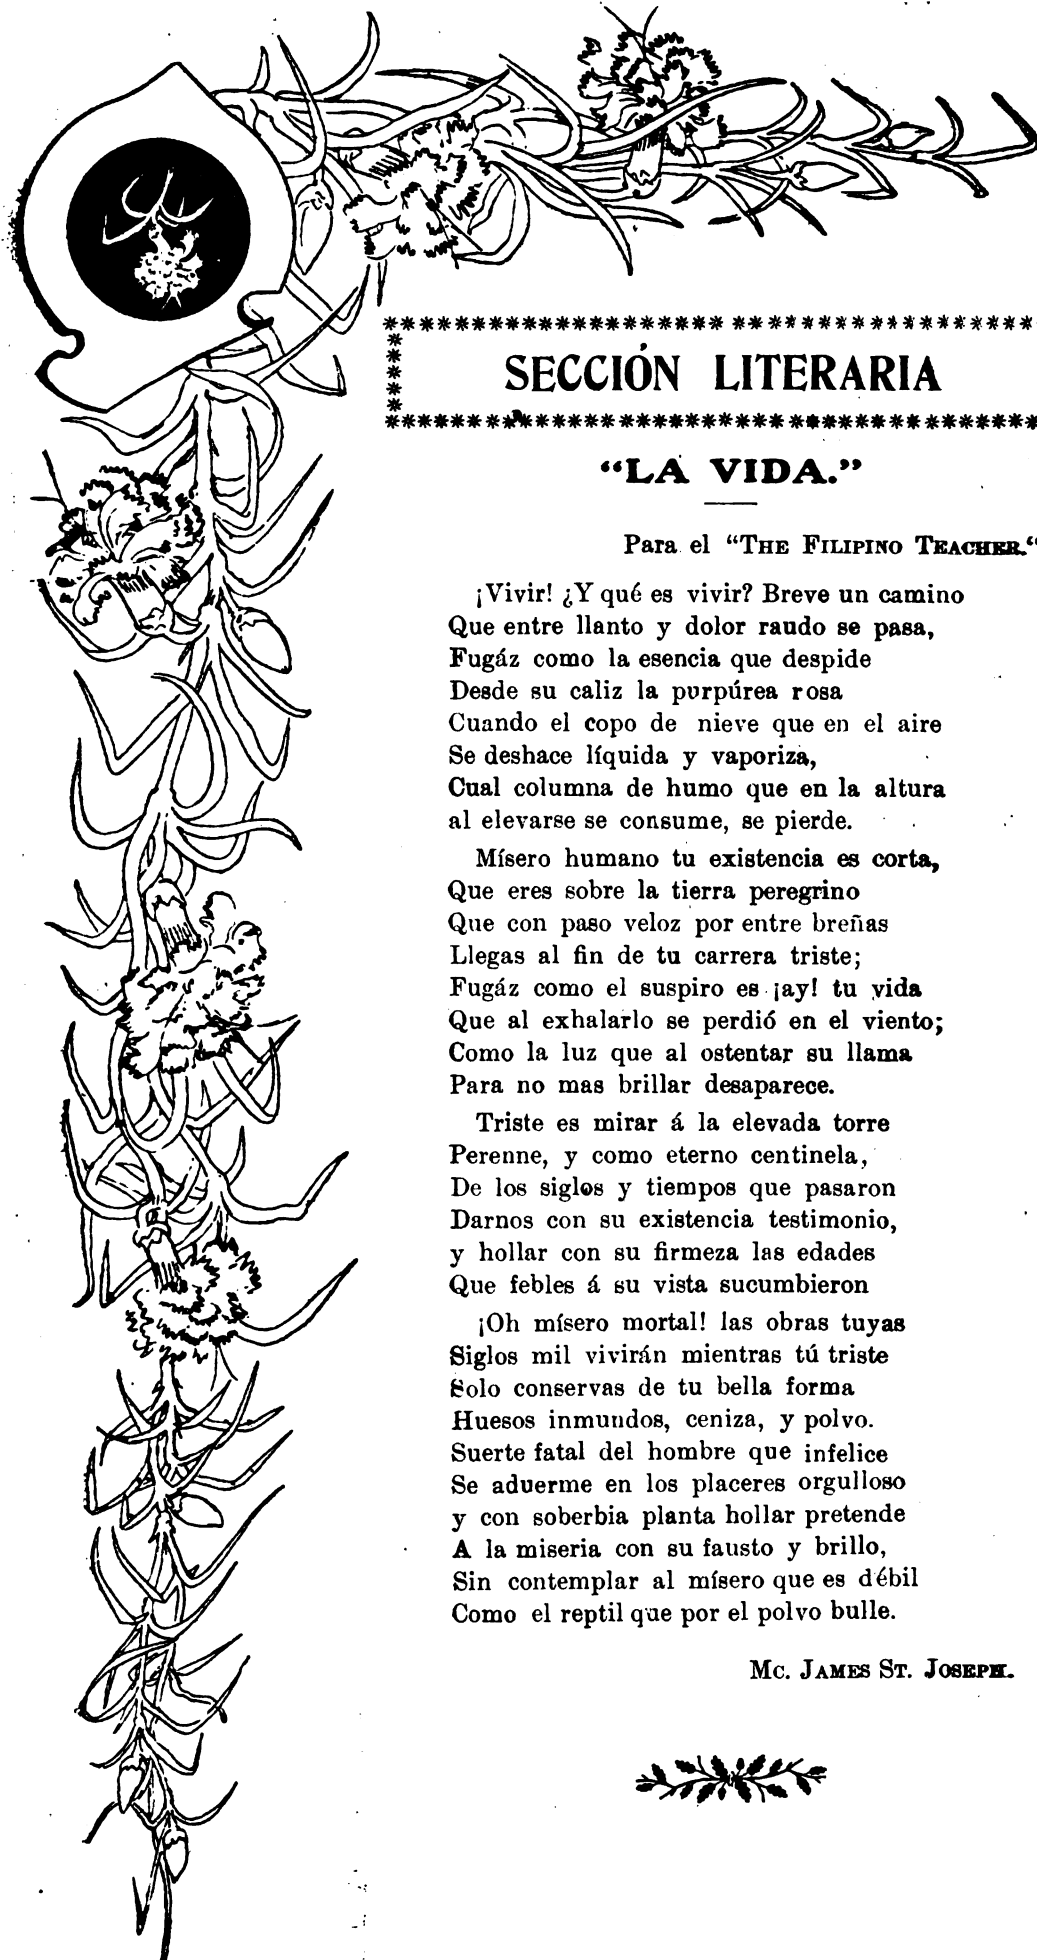 SECCIÓN LITERARIA
“LA VIDA.”
Para el “THE FILIPINO TEACHER.“
¡Vivir! ¿Y qué es vivir? Breve un camino
Que entre llanto y dolor raudo se pasa,
Fugáz como la esencia que despide
Desde su caliz la purpúrea rosa
Cuando el copo de nieve que en el aire
Se deshace líquida y vaporiza,
Cual columna de humo que en la altura
al elevarse se consume, se pierde.
Mísero humano tu existencia es corta,
Que eres sobre la tierra peregrino
Que con paso veloz por entre breñas
Llegas al fin de tu carrera triste;
Fugáz como el suspiro es ¡ay! tu vida
Que al exhalarlo se perdió en el viento;
Como la luz que al ostentar su llama
Para no mas brillar desaparece.
Triste es mirar á la elevada torre
Perenne, y como eterno centinela,
De los siglos y tiempos que pasaron
Darnos con su existencia testimonio,
y hollar con su firmeza las edades
Que febles á su vista sucumbieron
¡Oh mísero mortal! las obras tuyas
Siglos mil vivirán mientras tú triste
Solo conservas de tu bella forma
Huesos inmundos, ceniza, y polvo.
Suerte fatal del hombre que infelice
Se aduerme en los placeres orgulloso
y con soberbia planta hollar pretende
A la miseria con su fausto y brillo,
Sin contemplar al mísero que es débil
Como el reptil que por el polvo bulle.
MC. JAMES ST. JOSEPH.